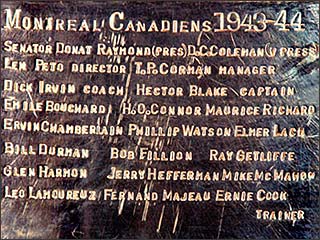 MONTREAL CANADIENS 1943-44
SENATOR DONAT RAYMOND (PRES) D.C. COLEMAN (V PRES)
LEN PETO DIRECTOR T.P. GORMAN MANAGER
DICK IRVIN COACH HECTOR BLAKE CAPTAIN
EMILE BOUCHARD H.O. O'CONNOR MAURICE RICHARD
ERVIN CHAMBERLAIN PHILLIP WATSON ELMER LACH
BILL DURMAN BOB FILLION RAY GETLIFFE
GLEN HARMON JERRY HEFFERMAN MIKE MC MAHON
LEO LAMOUREUX FERNAND MAJEAU ERNIE COOK
TRAINER